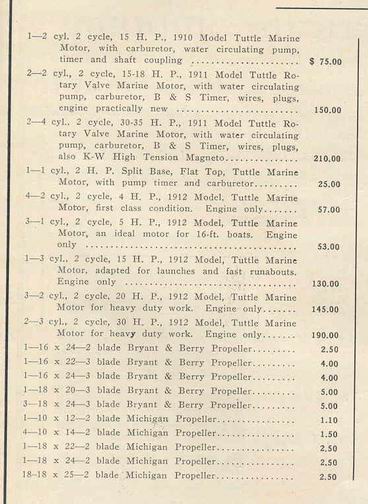 1—2 cyl. 2 cycle, 15 H. P., 1910 Model Tuttle Marine
Motor, with carburetor, water circulating pump,
timer and shaft coupling .................... $ 75.00
2—2 cyl., 2 cycle, 15-18 H. P., 1911 Model Tuttle Ro-
tary Valve Marine Motor, with water circulating
pump, carburetor, B & S Timer, wires, plugs,
engine practically new ....................... 150.00
2—4 cyl. 2 cycle, 30-35 H. P., 1911 Model Tuttle Ro-
tary Valve Marine Motor, with water circulating
pump, carburetor, B & S Timer, wires, plugs,
also K-W High Tension Magneto............... 210.00
1—1 cyl., 2 H. P. Split Base, Flat Top, Tuttle Marine
Motor, with pump timer and carburetor......... 25.00
4—2 cyl., 2 cycle, 4 H. P., 1912 Model, Tuttle Marine
Motor, first class condition. Engine only....... 57.00
3—1 cyl., 2 cycle, 5 H. P., 1912 Model, Tuttle Marine
Motor, an ideal motor for 16-ft. boats. Engine
only ........................................ 53.00
1—3 cyl., 2 cycle, 15 H. P., 1912 Model, Tuttle Marine
Motor, adapted for launches and fast runabouts.
Engine only ................................. 130.00
3—2 cyl., 2 cycle, 20 H. P., 1912 Model, Tuttle Marine
Motor for heavy duty work. Engine only....... 145.00
2—3 cyl., 2 cycle, 30 H. P., 1912 Model, Tuttle Marine
Motor for heavy duty work. Engine only....... 190.00
1—16 x 24—2 blade Bryant & Berry Propeller......... 2.50
1—16 x 22—3 blade Bryant & Berry Propeller......... 4.00
1—16 x 24—3 blade Bryant & Berry Propeller......... 4.00
1—18 x 20—3 blade Bryant & Berry Propeller......... 5.00
3—18 x 24—3 blade Bryant & Berry Propeller......... 5.00
1—10 x 12—2 blade Michigan Propeller............... 1.10
4—10 x 14—2 blade Michigan Propeller............... 1.50
1—18 x 22—2 blade Michigan Propeller............... 2.50
1—18 x 24—2 blade Michigan Propeller............... 2.50
18-18 x 25—2 blade Michigan Propeller............... 2.50